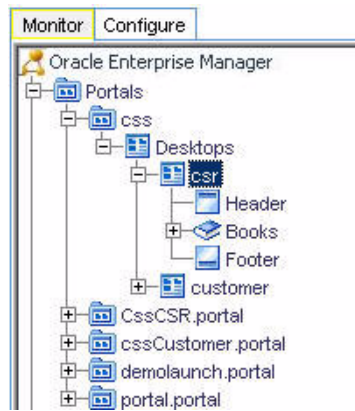 Monitor Configure
Oracle Enterprise Manager
Portals
css
Desktops
csr
Header
Books
Footer
customer
CssCSR.portal
cssCustomer.portal
demolaunch.portal
portal.portal